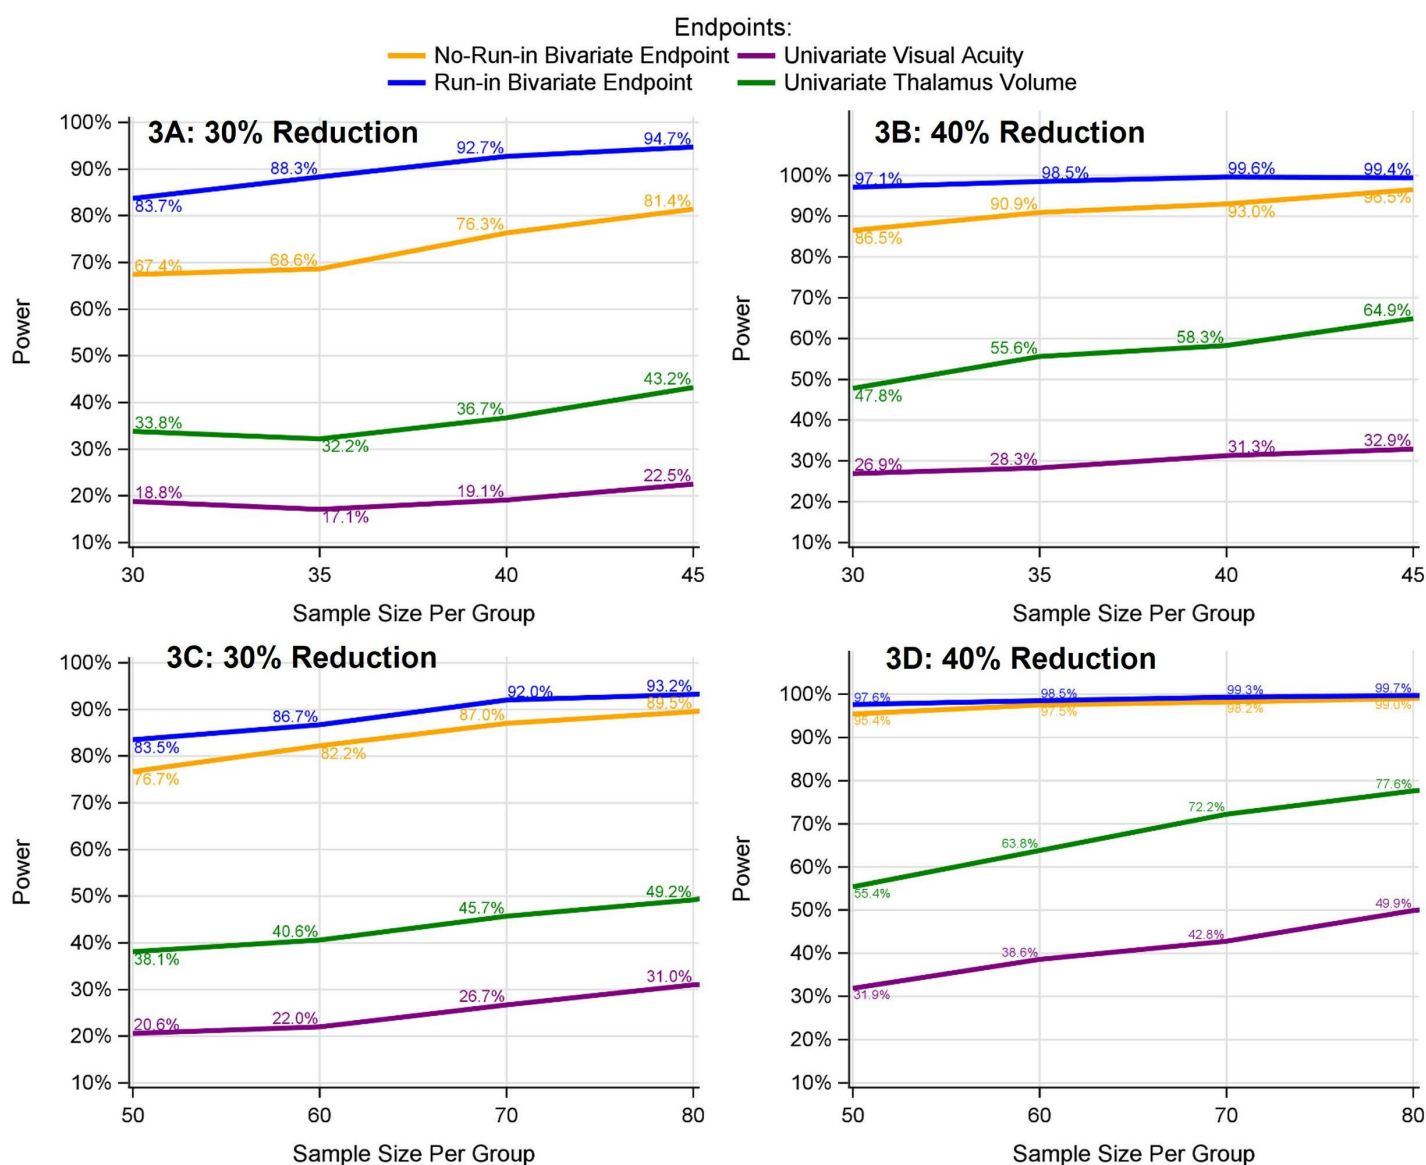 Endpoints:
No-Run-in Bivariate Endpoint Univariate Visual Acuity
Run-in Bivariate Endpoint Univariate Thalamus Volume
3A: 30% Reduction
Power
100%
90%
80%
70%
60%
50%
40%
30%
20%
10%
83.7% 88.3% 92.7% 94.7%
67.4% 68.6% 76.3% 81.4%
33.8% 32.2% 36.7% 43.2%
18.8% 17.1% 19.1% 22.5%
30 35 40 45
Sample Size Per Group
3B: 40% Reduction
Power
100%
90%
80%
70%
60%
50%
40%
30%
20%
10%
97.1% 98.5% 99.6% 99.4%
86.5% 90.9% 93.0% 96.5%
47.8% 55.6% 58.3% 64.9%
26.9% 28.3% 31.3% 32.9%
30 35 40 45
Sample Size Per Group
3C: 30% Reduction
Power
100%
90%
80%
70%
60%
50%
40%
30%
20%
10%
83.5% 86.7% 92.0% 93.2%
76.7% 82.2% 87.0% 89.5%
38.1% 40.6% 45.7% 49.2%
20.6% 22.0% 26.7% 31.0%
50 60 70 80
Sample Size Per Group
3D: 40% Reduction
Power
100%
90%
80%
70%
60%
50%
40%
30%
20%
10%
97.6% 98.5% 99.3% 99.7%
95.4% 97.5% 98.2% 99.0%
55.4% 63.8% 72.2% 77.6%
31.9% 38.6% 42.8% 49.9%
50 60 70 80
Sample Size Per Group